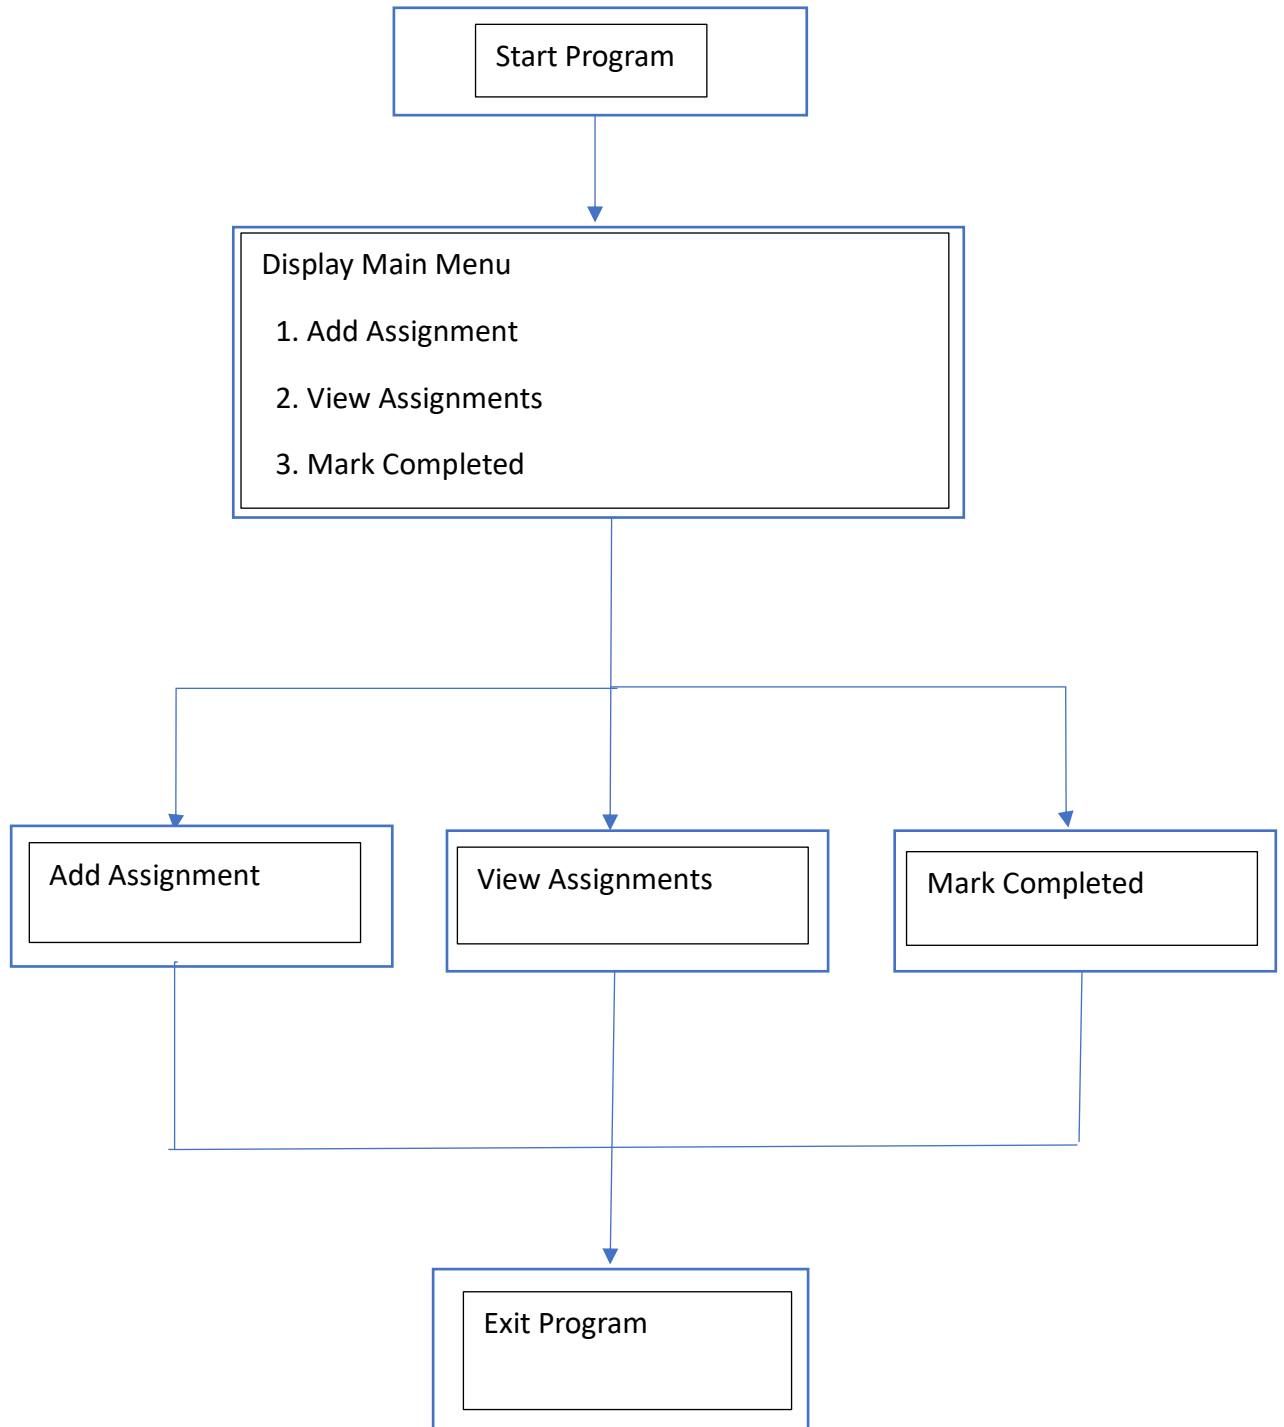 Start Program
Display Main Menu
1. Add Assignment
2. View Assignments
3. Mark Completed
Add Assignment
View Assignments
Mark Completed
Exit Program